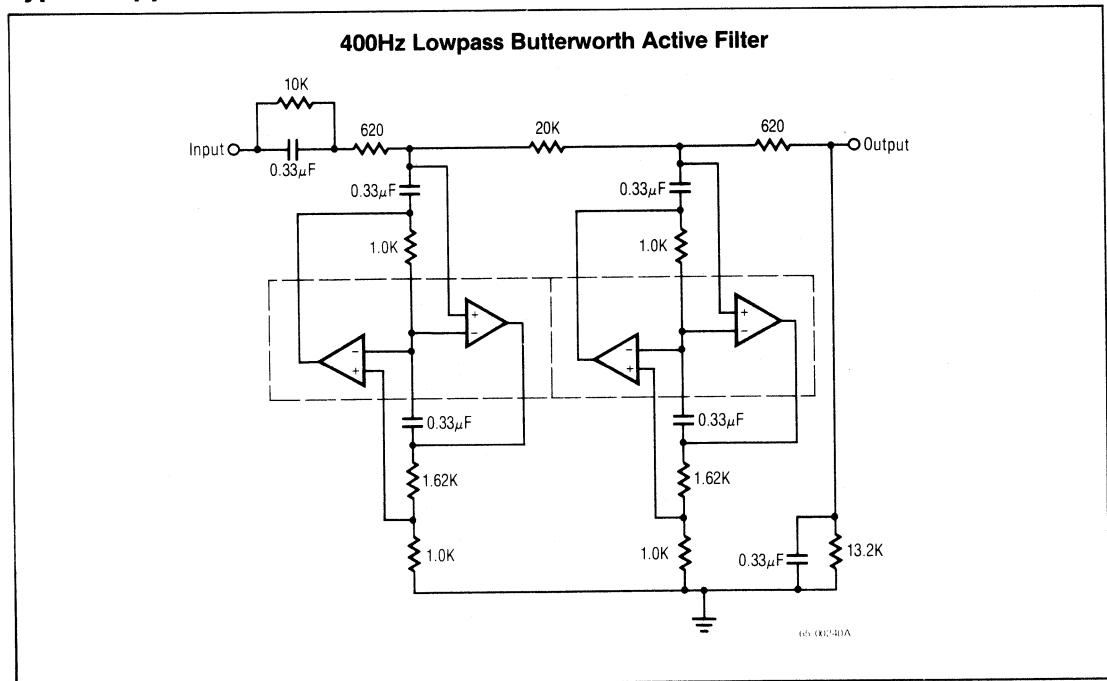 400Hz Lowpass Butterworth Active Filter
10K
620
20K
620
Input
Output
0.33μF
0.33μF
0.33μF
1.0K
1.0K
+
−
+
−
−
+
−
+
0.33μF
0.33μF
1.62K
1.62K
1.0K
1.0K
0.33μF
13.2K